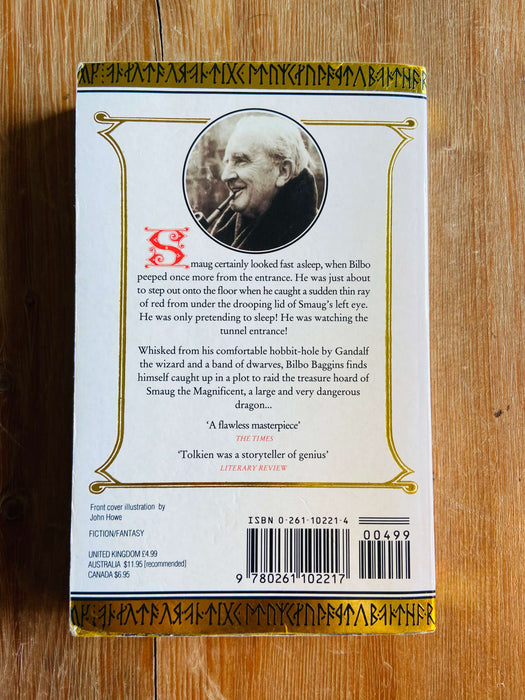 Smaug certainly looked fast asleep, when Bilbo
peeped once more from the entrance. He was just about
to step out onto the floor when he caught a sudden thin ray
of red from under the drooping lid of Smaug's left eye.
He was only pretending to sleep! He was watching the
tunnel entrance!
Whisked from his comfortable hobbit-hole by Gandalf
the wizard and a band of dwarves, Bilbo Baggins finds
himself caught up in a plot to raid the treasure hoard of
Smaug the Magnificent, a large and very dangerous
dragon...
‘A flawless masterpiece’
THE TIMES
‘Tolkien was a storyteller of genius’
LITERARY REVIEW
Front cover illustration by
John Howe
FICTION/FANTASY
UNITED KINGDOM £4.99
AUSTRALIA $11.95 (recommended)
CANADA $6.95
ISBN 0-261-10221-4
00499
9 780261 102217